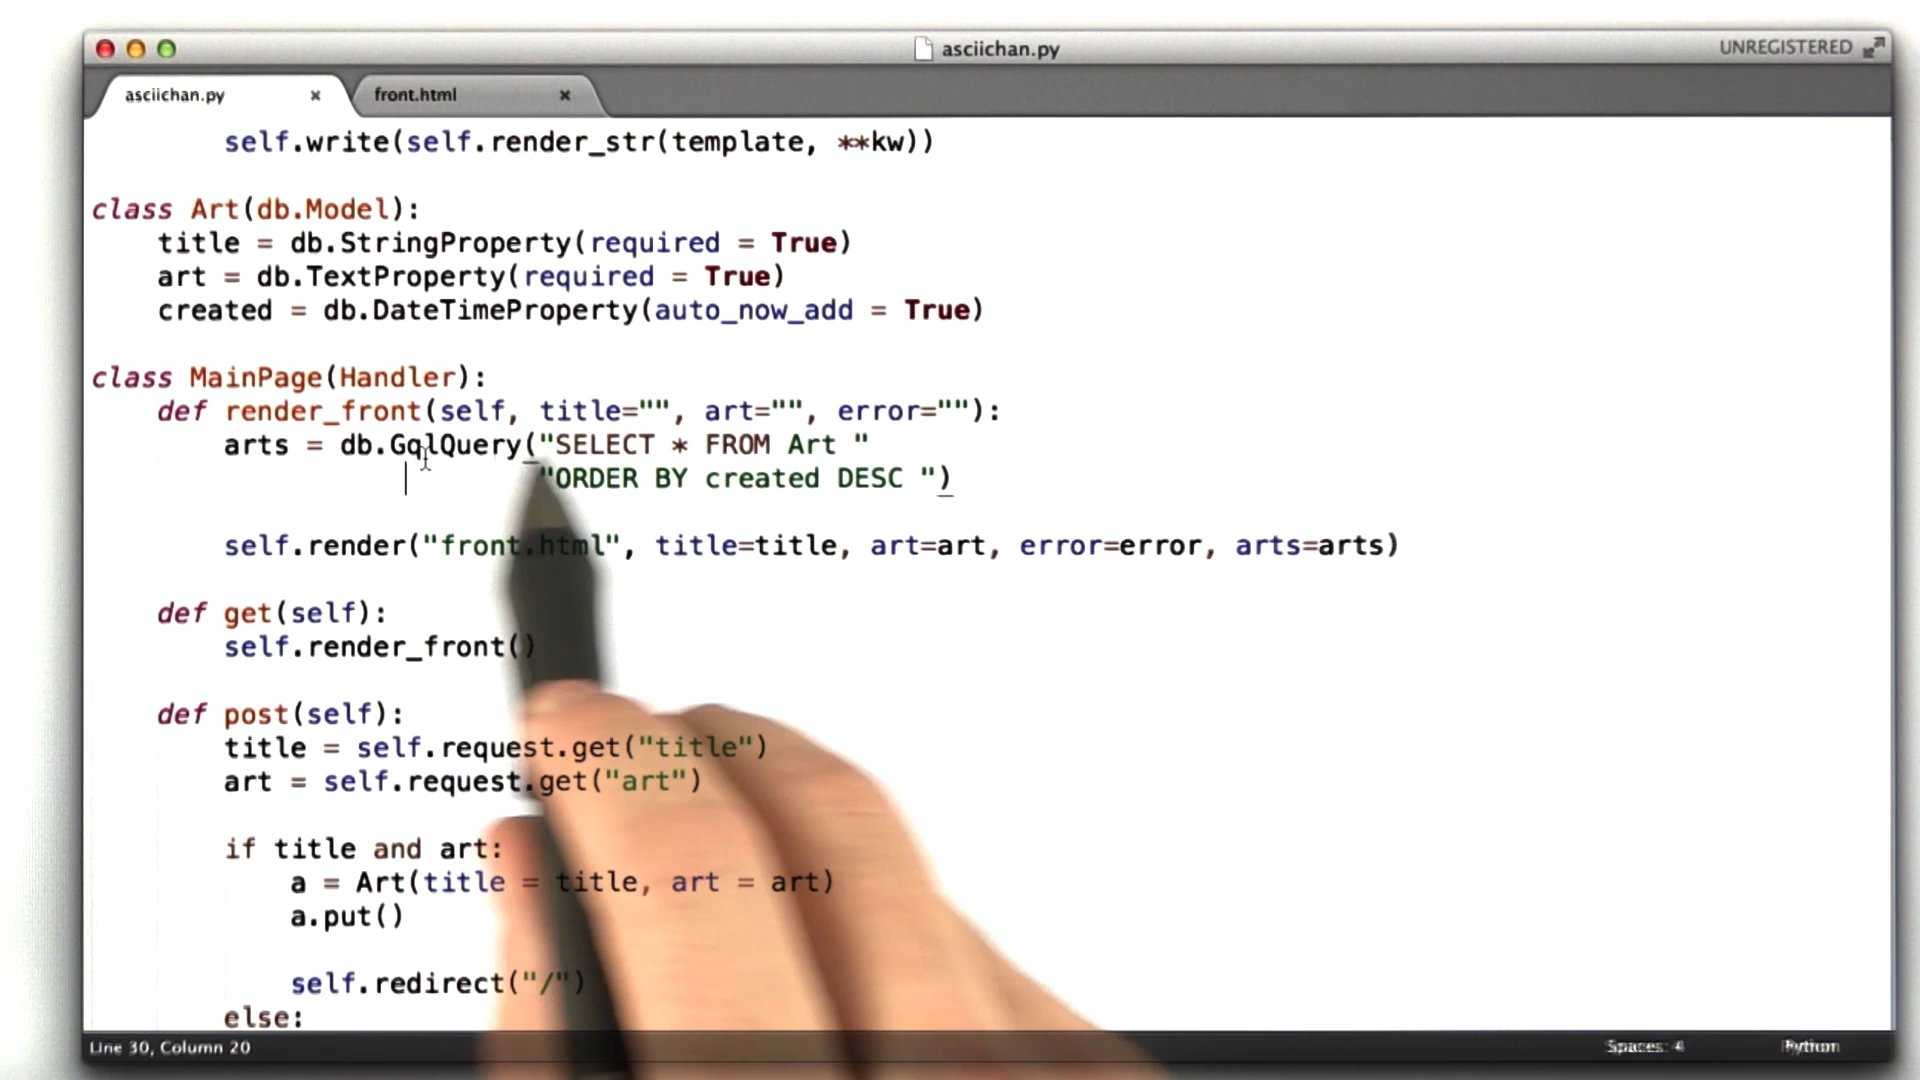 asciichan.py
UNREGISTERED
asciichan.py × front.html ×
self.write(self.render_str(template, **kw))
class Art(db.Model):
title = db.StringProperty(required = True)
art = db.TextProperty(required = True)
created = db.DateTimeProperty(auto_now_add = True)
class MainPage(Handler):
def render_front(self, title="", art="", error=""):
arts = db.GqlQuery("SELECT * FROM Art "
"ORDER BY created DESC ")
self.render("front.html", title=title, art=art, error=error, arts=arts)
def get(self):
self.render_front()
def post(self):
title = self.request.get("title")
art = self.request.get("art")
if title and art:
a = Art(title = title, art = art)
a.put()
self.redirect("/")
else:
Line 30, Column 20
Spaces: 4
Python